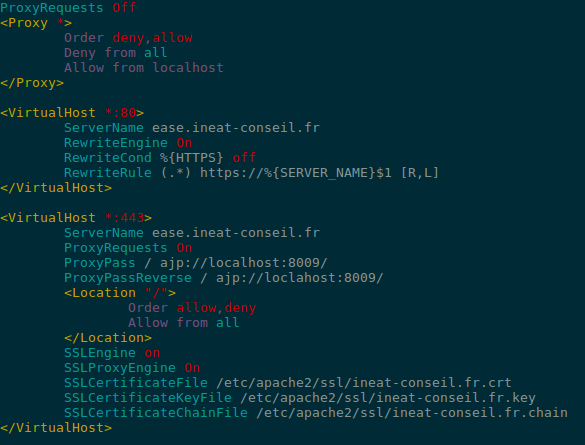 ProxyRequests Off
<Proxy *>
Order deny,allow
Deny from all
Allow from localhost
</Proxy>
<VirtualHost *:80>
ServerName ease.ineat-conseil.fr
RewriteEngine On
RewriteCond %{HTTPS} off
RewriteRule (.*) https://%{SERVER_NAME}$1 [R,L]
</VirtualHost>
<VirtualHost *:443>
ServerName ease.ineat-conseil.fr
ProxyRequests On
ProxyPass / ajp://localhost:8009/
ProxyPassReverse / ajp://loclahost:8009/
<Location "/">
Order allow,deny
Allow from all
</Location>
SSLEngine on
SSLProxyEngine On
SSLCertificateFile /etc/apache2/ssl/ineat-conseil.fr.crt
SSLCertificateKeyFile /etc/apache2/ssl/ineat-conseil.fr.key
SSLCertificateChainFile /etc/apache2/ssl/ineat-conseil.fr.chain
</VirtualHost>